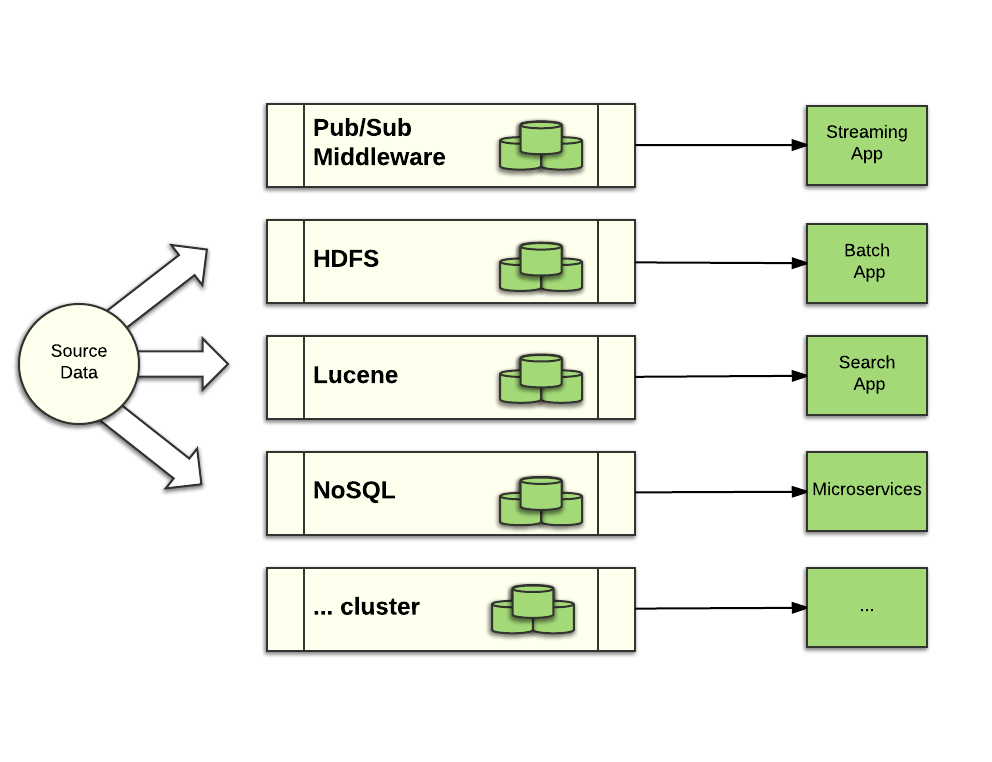 Source
Data
Pub/Sub
Middleware
Streaming
App
HDFS
Batch
App
Lucene
Search
App
NoSQL
Microservices
... cluster
...